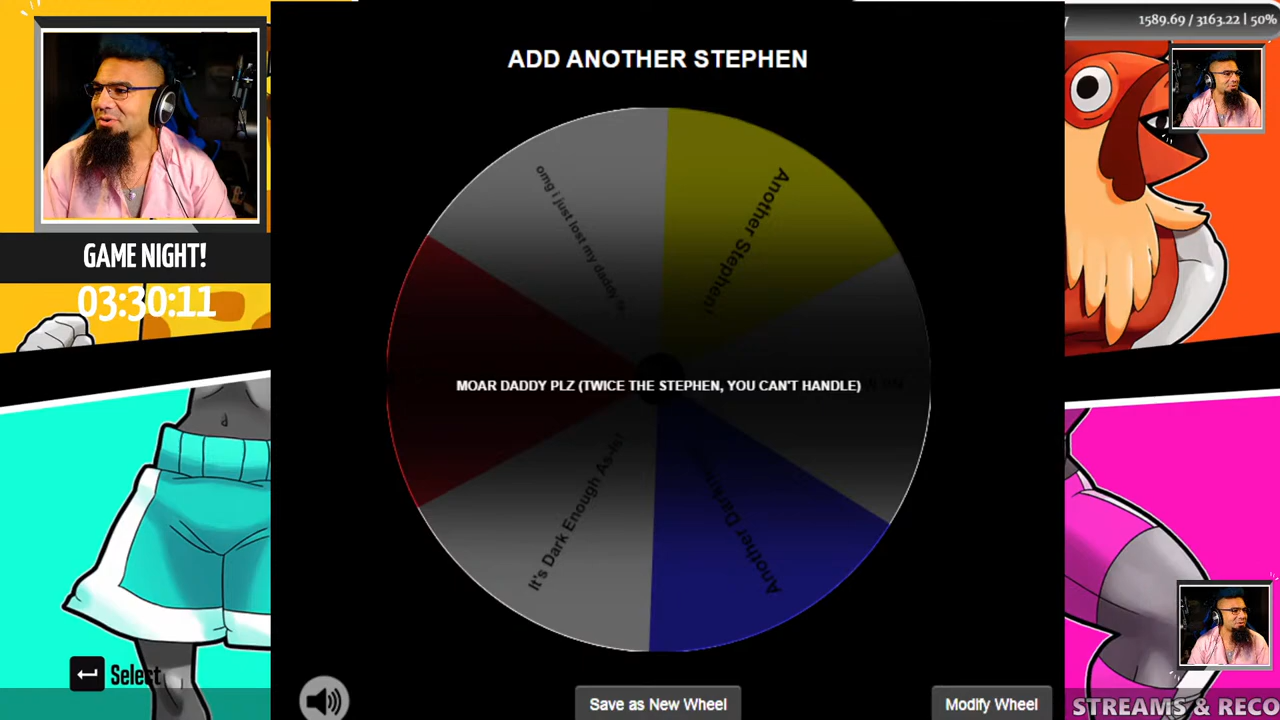 1589.69 / 3163.22 | 50%
ADD ANOTHER STEPHEN
omg i just lost my daddy
Another Stephen!
GAME NIGHT!
03:30:11
MOAR DADDY PLZ (TWICE THE STEPHEN, YOU CAN'T HANDLE)
It's Dark Enough As-Is!
Another
Select
Save as New Wheel
Modify Wheel
STREAMS & RECO